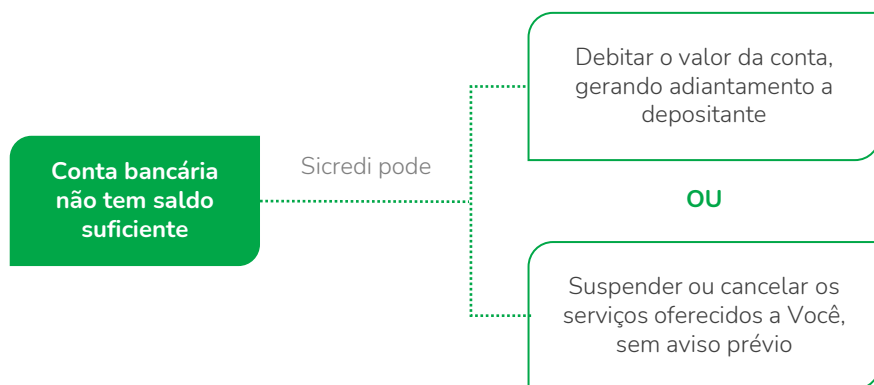 Conta bancária
não tem saldo
suficiente
Sicredi pode
Debitar o valor da conta,
gerando adiantamento a
depositante
OU
Suspender ou cancelar os
serviços oferecidos a Você,
sem aviso prévio